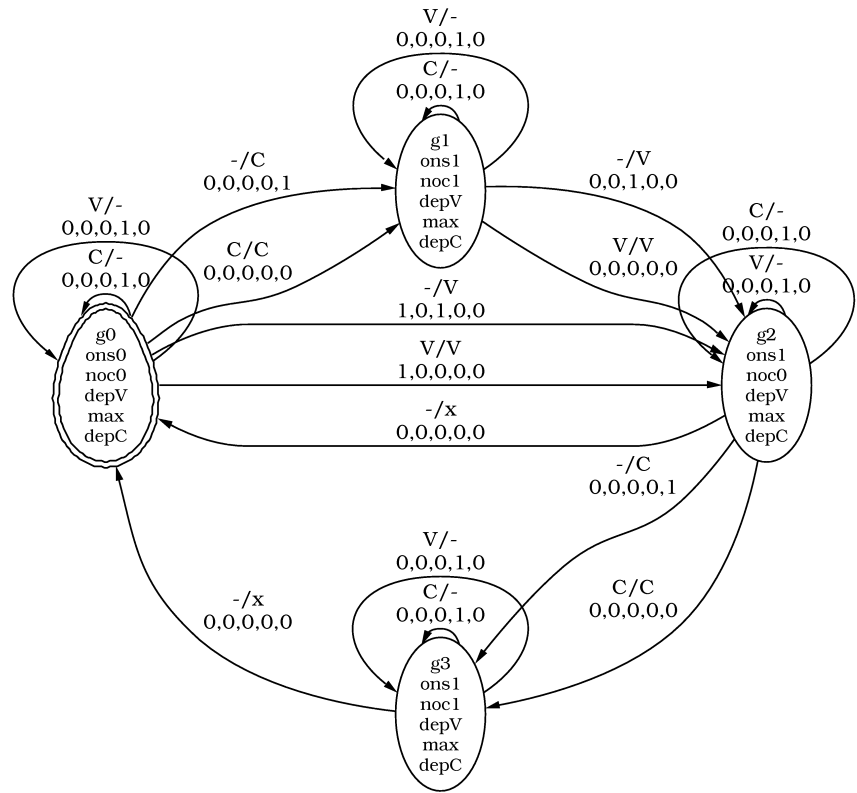 V/-
0,0,0,1,0
C/-
0,0,0,1,0
g1
ons1
noc1
depV
max
depC
-/C
0,0,0,0,1
-/V
0,0,1,0,0
V/-
0,0,0,1,0
C/-
0,0,0,1,0
C/C
0,0,0,0,0
V/V
0,0,0,0,0
C/-
0,0,0,1,0
V/-
0,0,0,1,0
g0
ons0
noc0
depV
max
depC
-/V
1,0,1,0,0
V/V
1,0,0,0,0
-/x
0,0,0,0,0
g2
ons1
noc0
depV
max
depC
-/C
0,0,0,0,1
V/-
0,0,0,1,0
C/-
0,0,0,1,0
C/C
0,0,0,0,0
-/x
0,0,0,0,0
g3
ons1
noc1
depV
max
depC